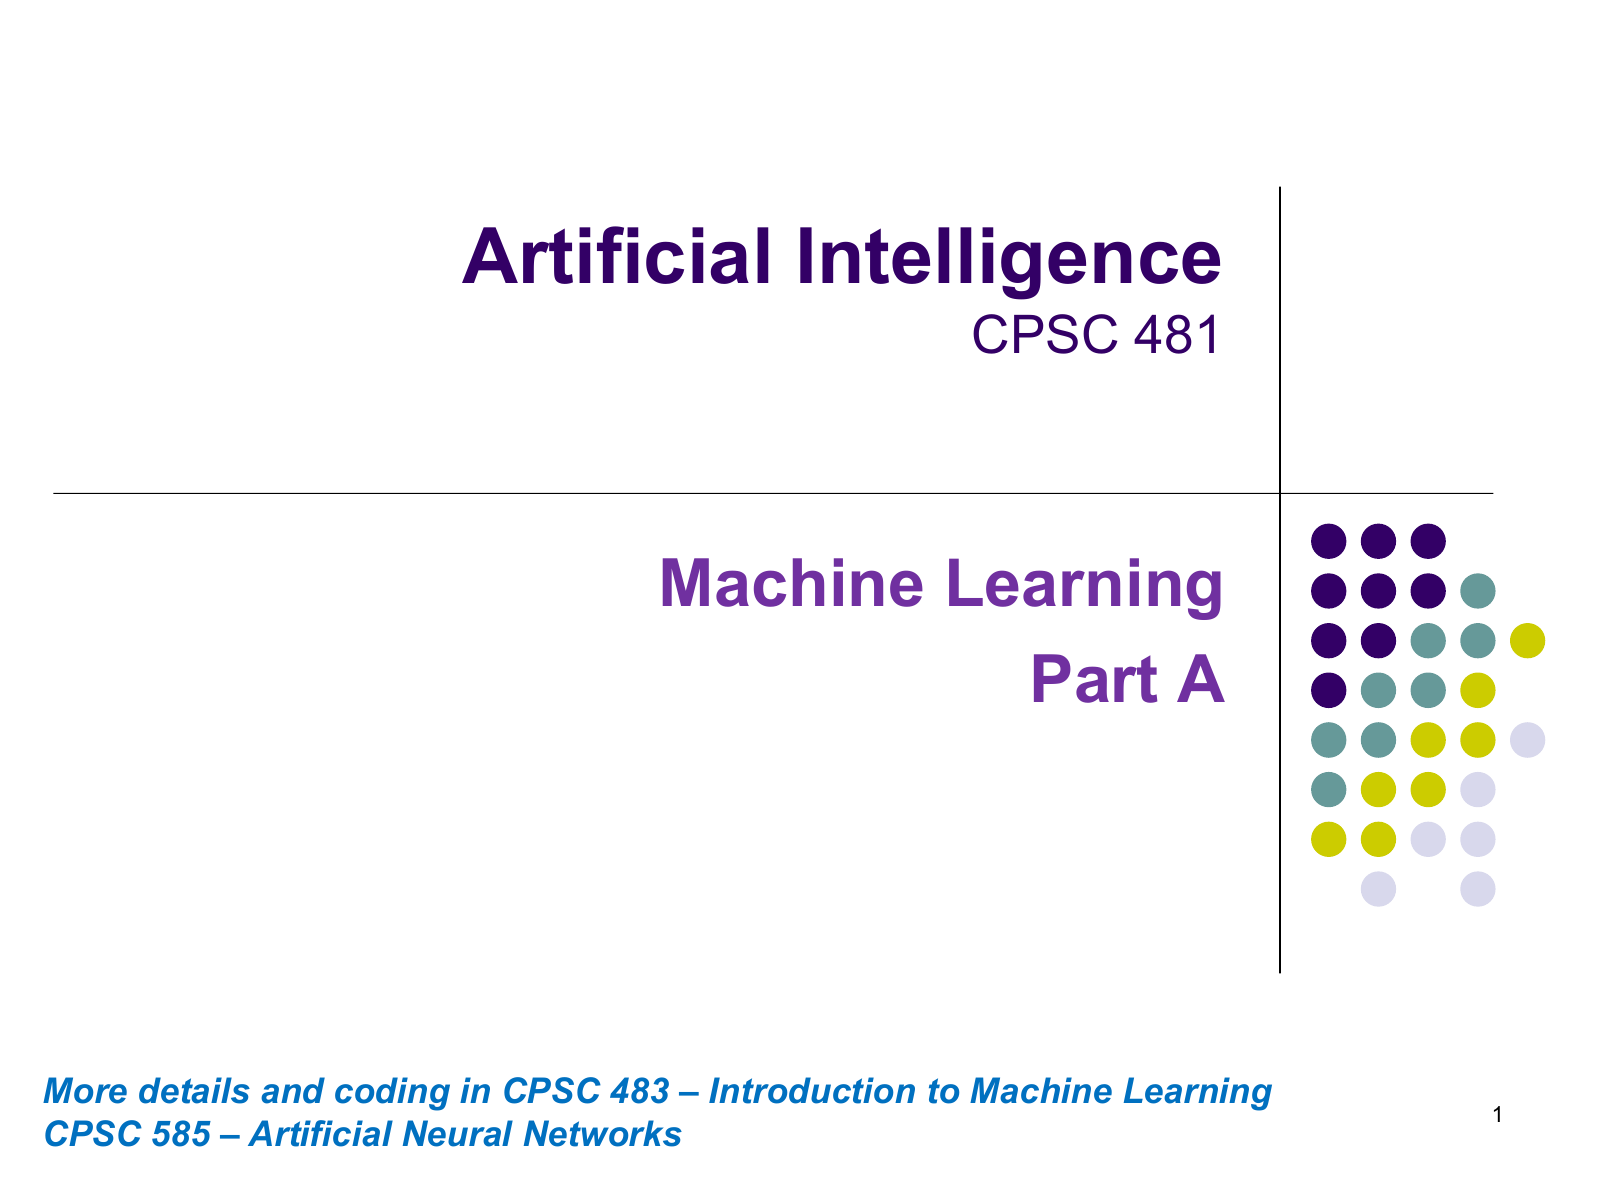 Artificial Intelligence
CPSC 481
Machine Learning
Part A
More details and coding in CPSC 483 – Introduction to Machine Learning
CPSC 585 – Artificial Neural Networks
1